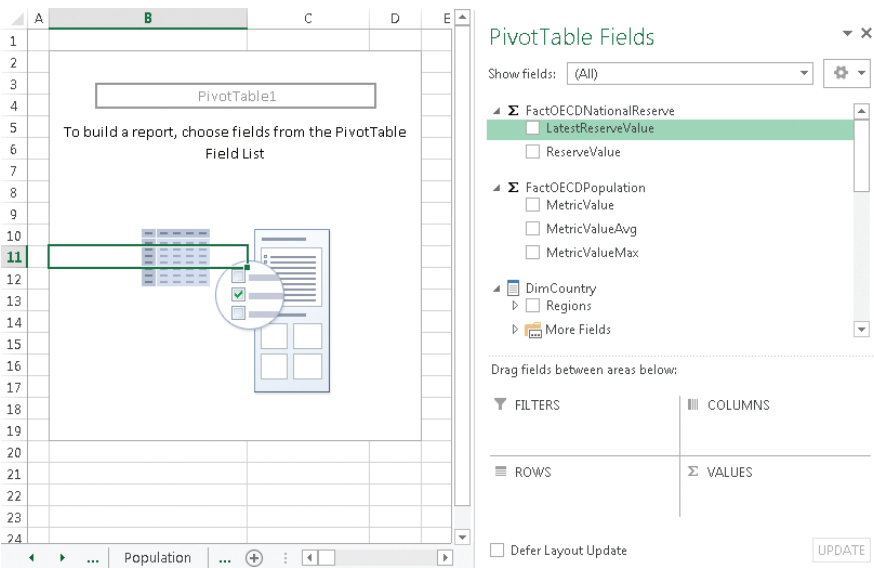 A B C D E
1
2
3
4
5
6
7
8
9
10
11
12
13
14
15
16
17
18
19
20
21
22
23
24
PivotTable1
To build a report, choose fields from the PivotTable
Field List
... Population ...
PivotTable Fields
Show fields: (All)
Σ FactOECDNationalReserve
LatestReserveValue
ReserveValue
Σ FactOECDPopulation
MetricValue
MetricValueAvg
MetricValueMax
DimCountry
Regions
More Fields
Drag fields between areas below:
FILTERS
COLUMNS
ROWS
Σ VALUES
Defer Layout Update
UPDATE